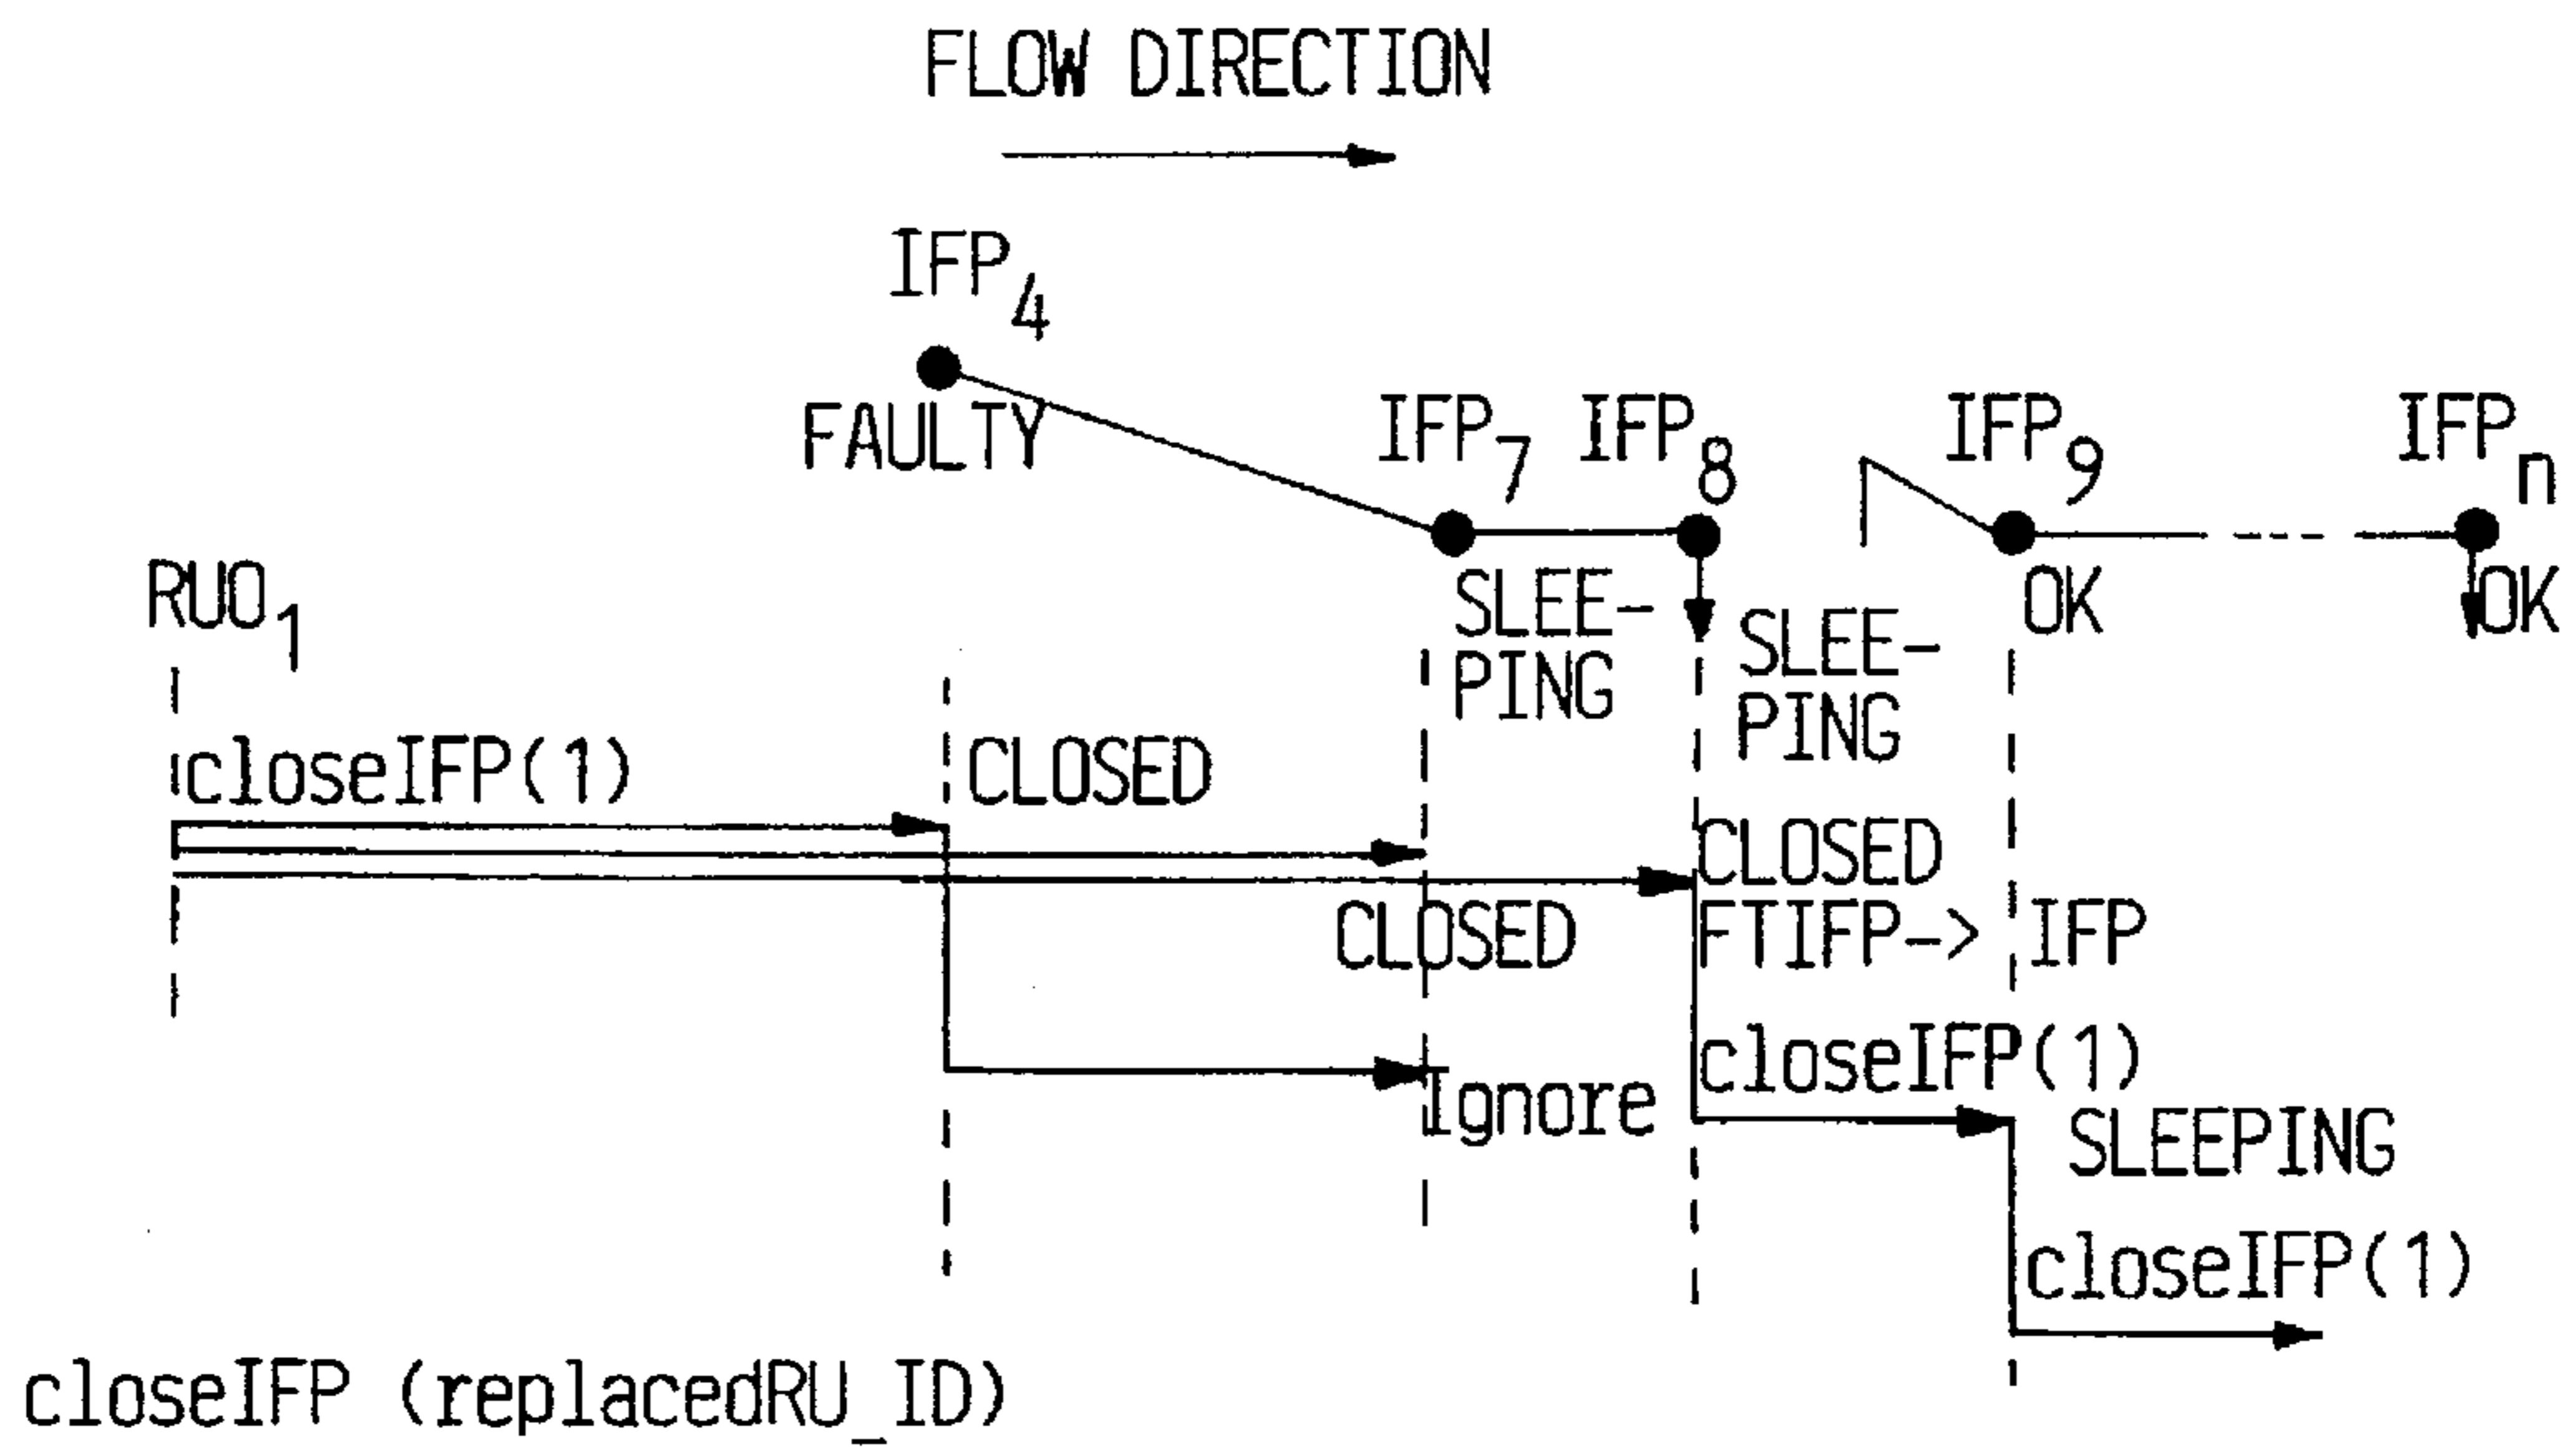 FLOW DIRECTION
IFP4
FAULTY
IFP7 IFP8 IFP9 IFPn
RUO1
SLEE-
PING
SLEE-
PING
OK
OK
closeIFP(1)
CLOSED
CLOSED
CLOSED
FTIFP-> IFP
closeIFP(1)
Ignore
SLEEPING
closeIFP(1)
closeIFP (replacedRU_ID)